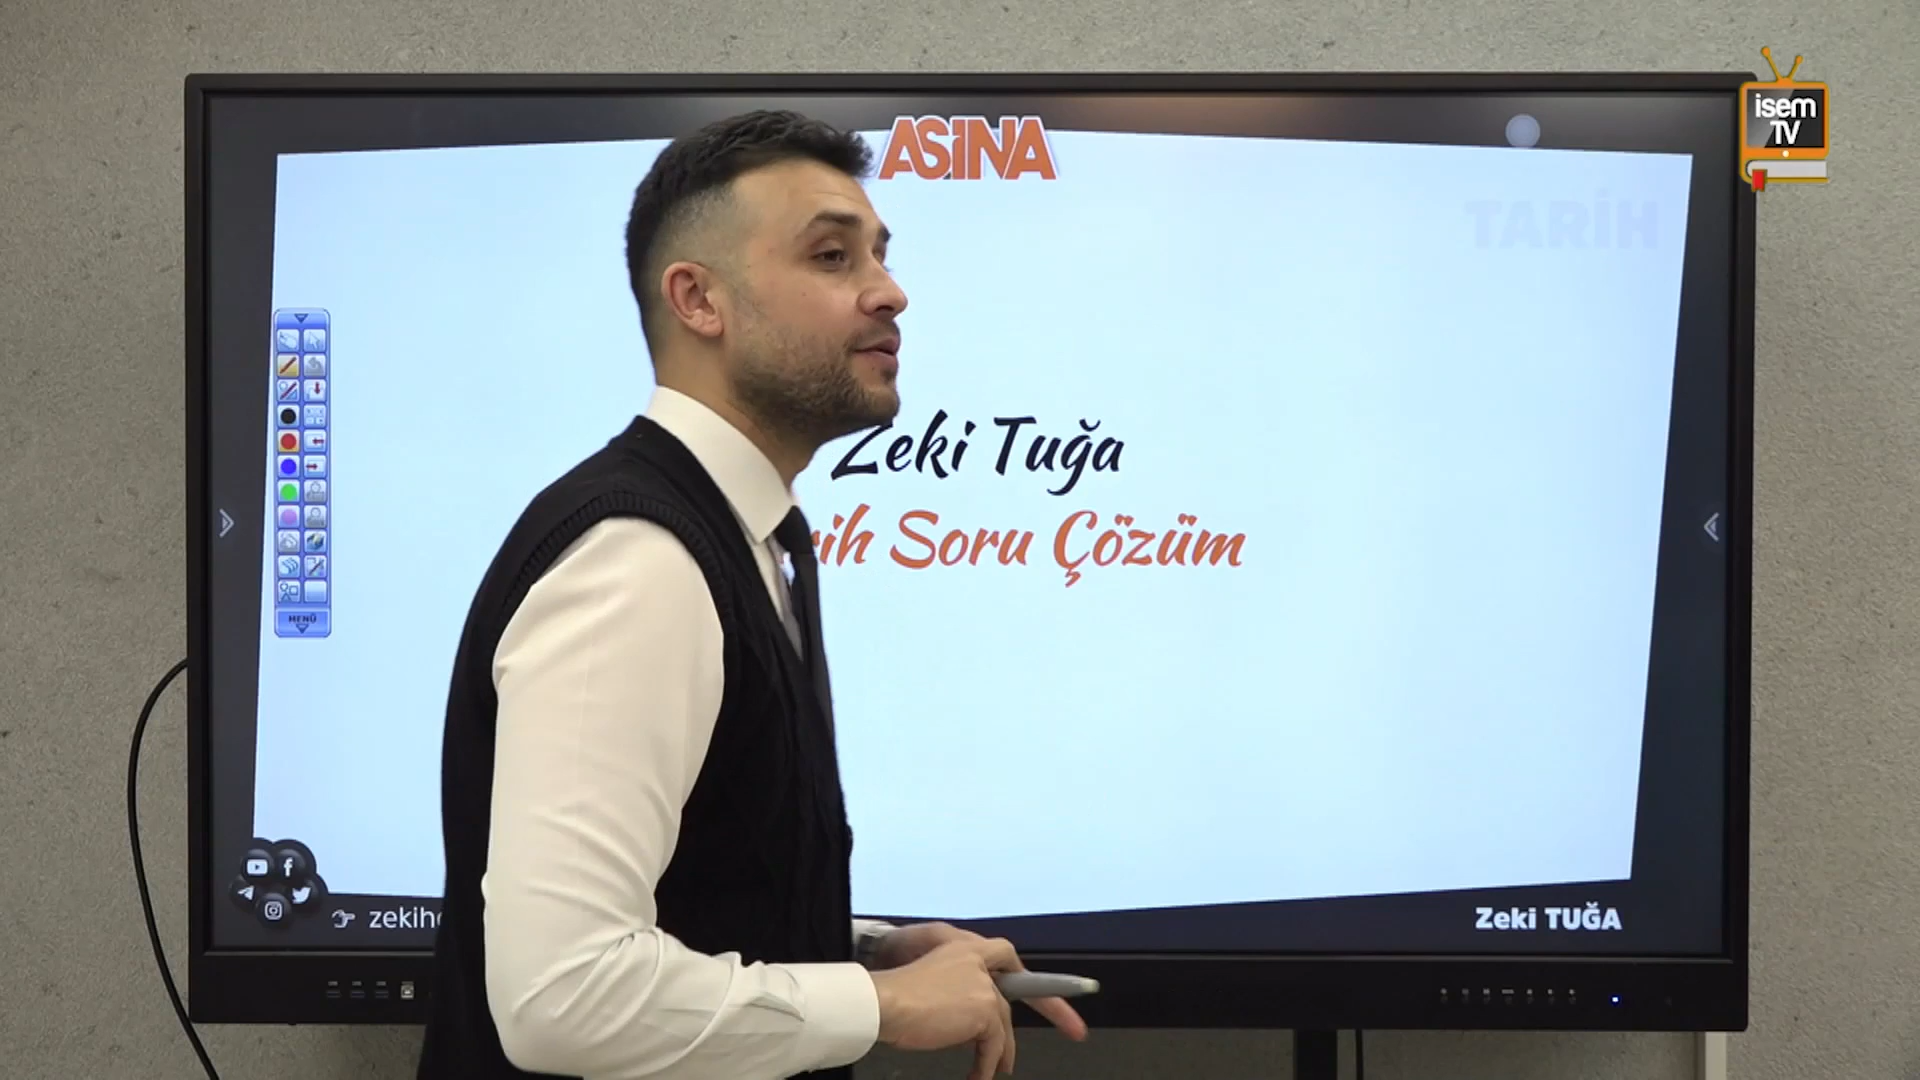 isem
TV
AŞİNA
TARİH
MENÜ
Zeki Tuğa
rih Soru Çözüm
zekih
Zeki TUĞA